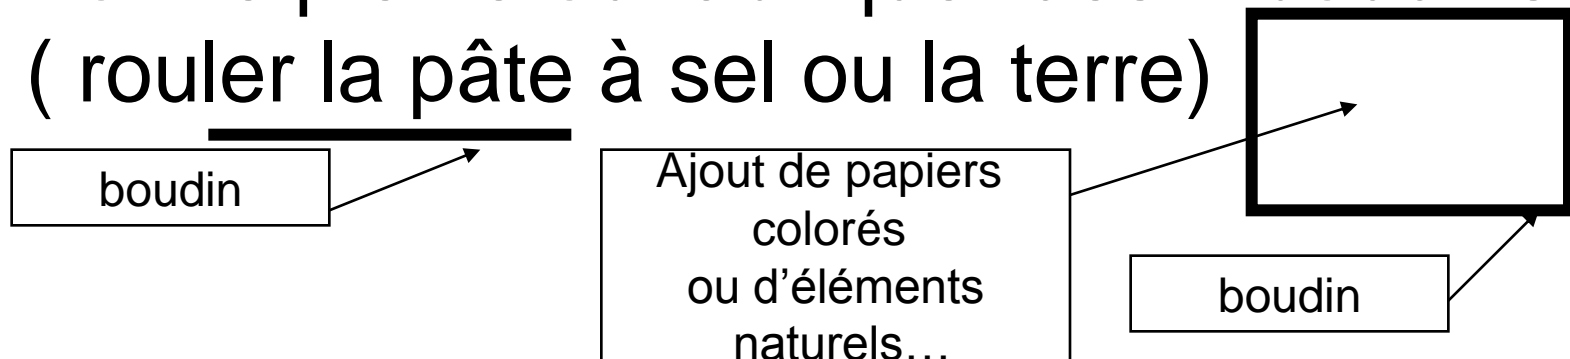 ( rouler la pâte à sel ou la terre)
boudin
Ajout de papiers
colorés
ou d’éléments
naturels…
boudin